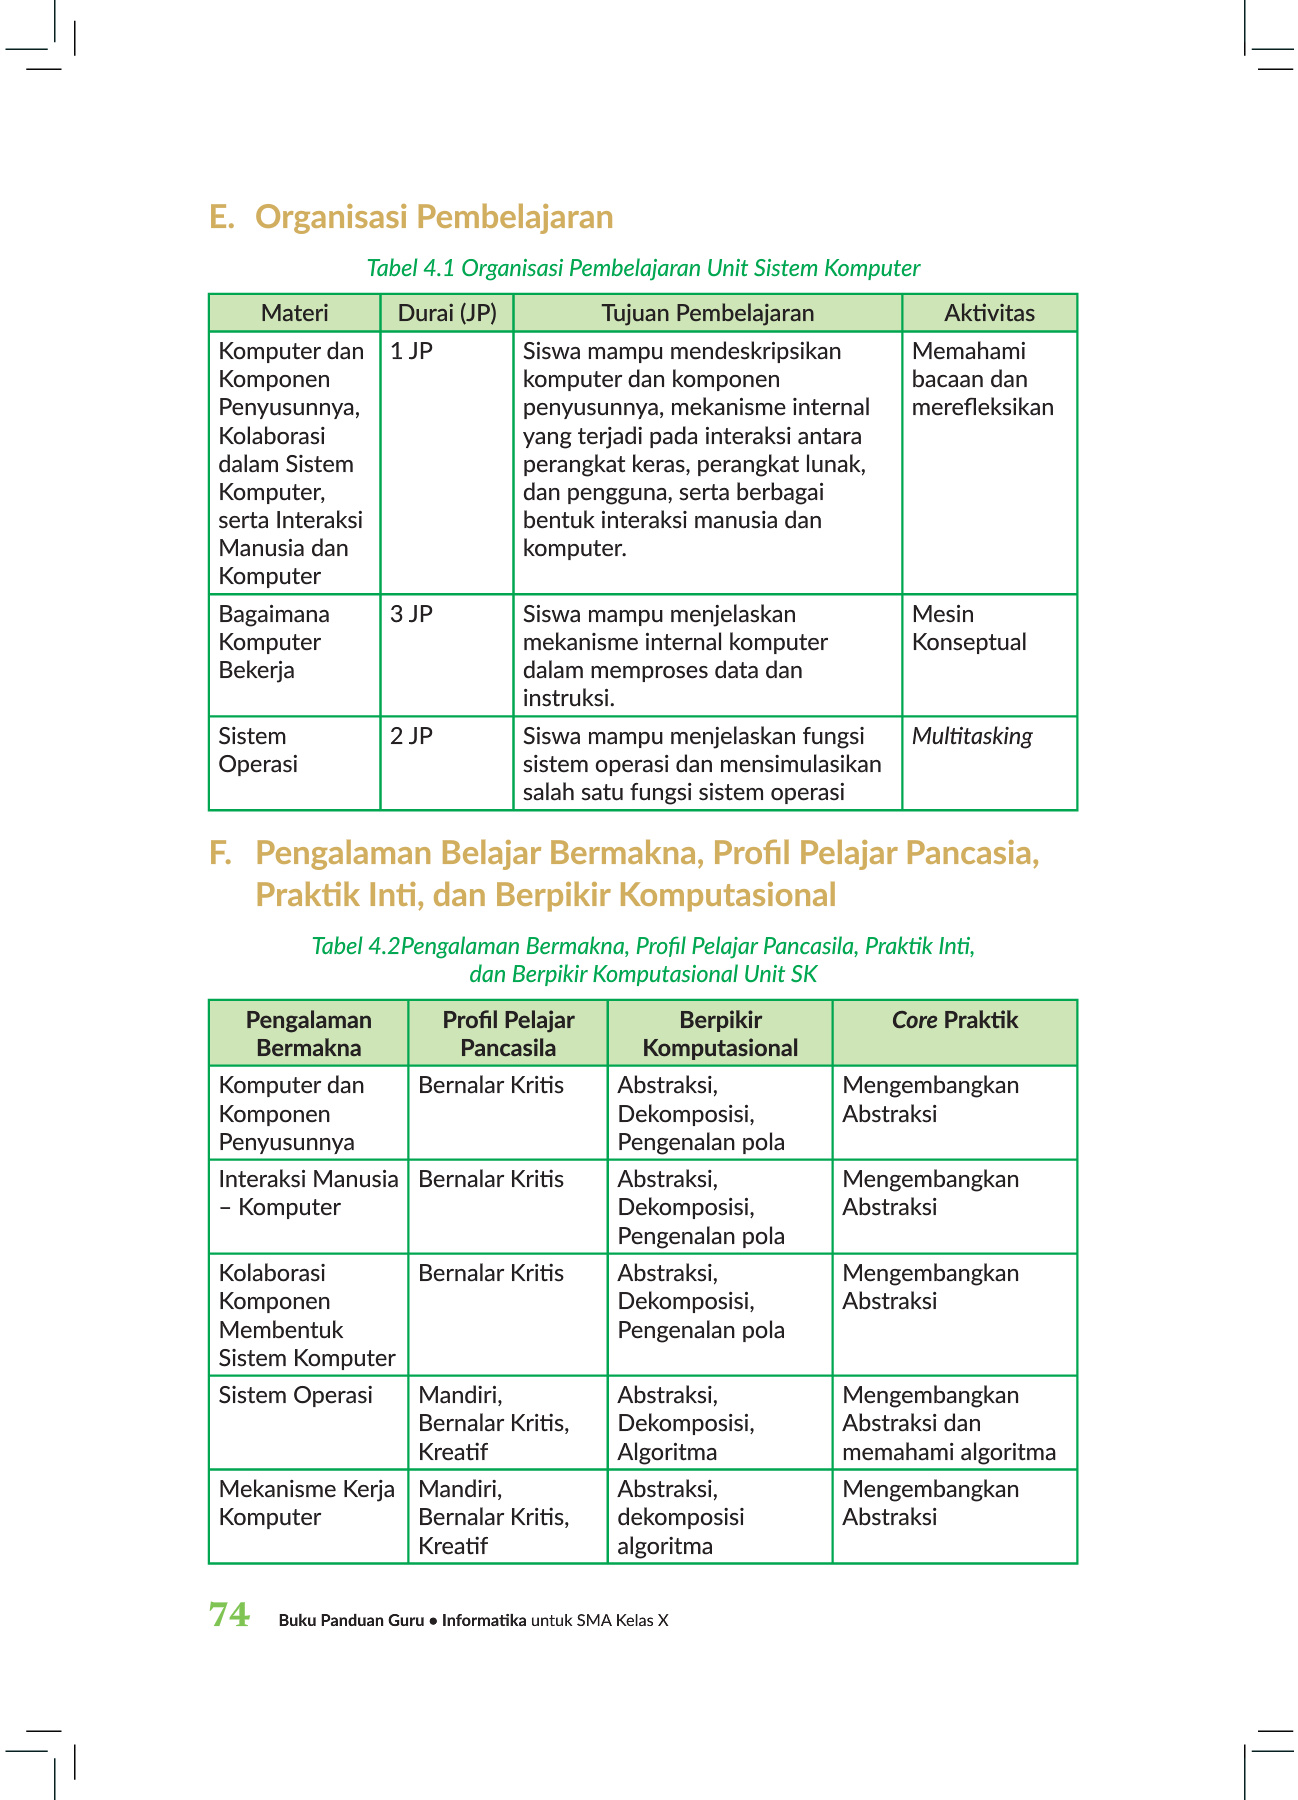 E. Organisasi Pembelajaran
Tabel 4.1 Organisasi Pembelajaran Unit Sistem Komputer
Materi
Durai (JP)
Tujuan Pembelajaran
Aktivitas
Komputer dan
Komponen
Penyusunnya,
Kolaborasi
dalam Sistem
Komputer,
serta Interaksi
Manusia dan
Komputer
1 JP
Siswa mampu mendeskripsikan
komputer dan komponen
penyusunnya, mekanisme internal
yang terjadi pada interaksi antara
perangkat keras, perangkat lunak,
dan pengguna, serta berbagai
bentuk interaksi manusia dan
komputer.
Memahami
bacaan dan
merefleksikan
Bagaimana
Komputer
Bekerja
3 JP
Siswa mampu menjelaskan
mekanisme internal komputer
dalam memproses data dan
instruksi.
Mesin
Konseptual
Sistem
Operasi
2 JP
Siswa mampu menjelaskan fungsi
sistem operasi dan mensimulasikan
salah satu fungsi sistem operasi
Multitasking
F. Pengalaman Belajar Bermakna, Profil Pelajar Pancasia,
Praktik Inti, dan Berpikir Komputasional
Tabel 4.2Pengalaman Bermakna, Profil Pelajar Pancasila, Praktik Inti,
dan Berpikir Komputasional Unit SK
Pengalaman
Bermakna
Profil Pelajar
Pancasila
Berpikir
Komputasional
Core Praktik
Komputer dan
Komponen
Penyusunnya
Bernalar Kritis
Abstraksi,
Dekomposisi,
Pengenalan pola
Mengembangkan
Abstraksi
Interaksi Manusia
– Komputer
Bernalar Kritis
Abstraksi,
Dekomposisi,
Pengenalan pola
Mengembangkan
Abstraksi
Kolaborasi
Komponen
Membentuk
Sistem Komputer
Bernalar Kritis
Abstraksi,
Dekomposisi,
Pengenalan pola
Mengembangkan
Abstraksi
Sistem Operasi
Mandiri,
Bernalar Kritis,
Kreatif
Abstraksi,
Dekomposisi,
Algoritma
Mengembangkan
Abstraksi dan
memahami algoritma
Mekanisme Kerja
Komputer
Mandiri,
Bernalar Kritis,
Kreatif
Abstraksi,
dekomposisi
algoritma
Mengembangkan
Abstraksi
74 Buku Panduan Guru • Informatika untuk SMA Kelas X